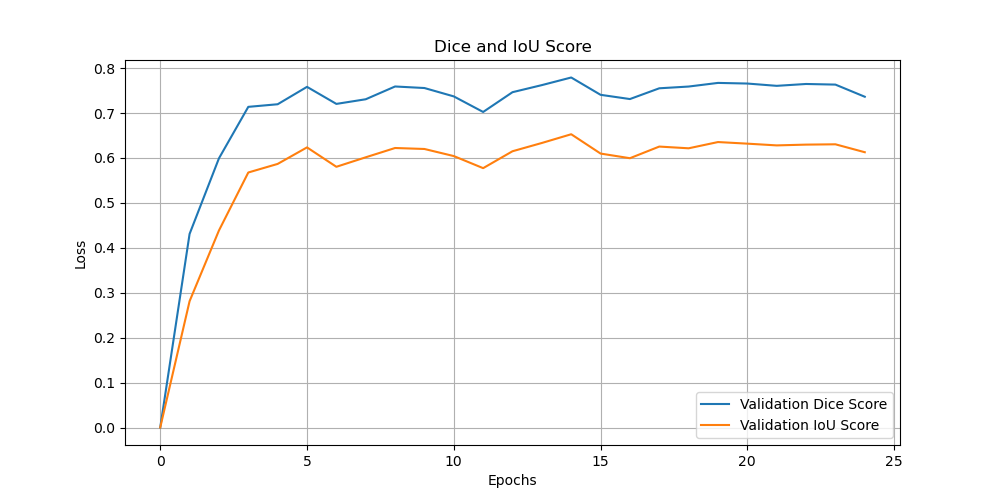 Dice and IoU Score
0.8
0.7
0.6
0.5
0.4
0.3
0.2
0.1
0.0
Loss
Validation Dice Score
Validation IoU Score
0 5 10 15 20 25
Epochs